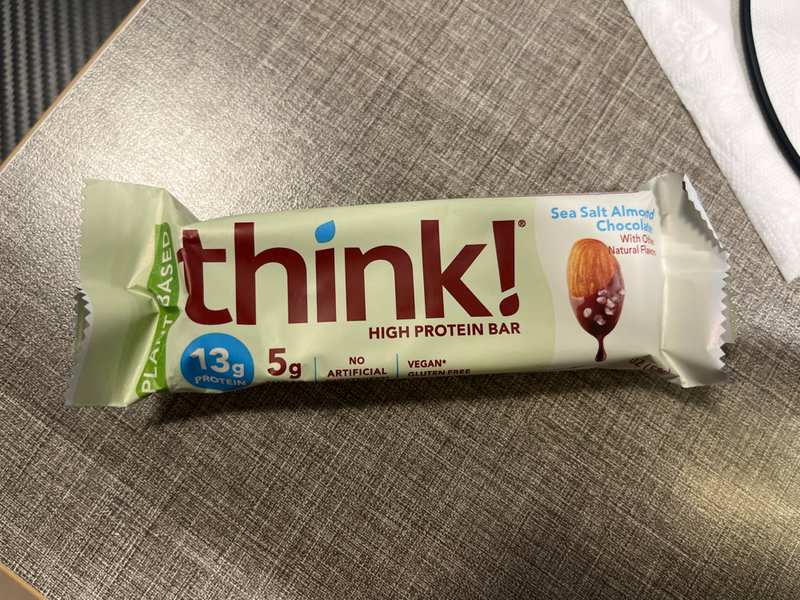 PLANT BASED
think!®
HIGH PROTEIN BAR
Sea Salt Almond
Chocolate
With Other
Natural Flavors
13g
PROTEIN
5g
NO
ARTIFICIAL
VEGAN*
GLUTEN FREE